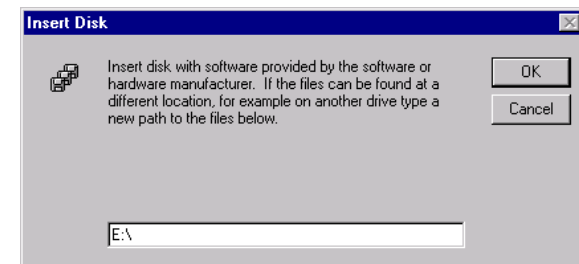 Insert Disk
Insert disk with software provided by the software or
hardware manufacturer. If the files can be found at a
different location, for example on another drive type a
new path to the files below.
OK
Cancel
E:\